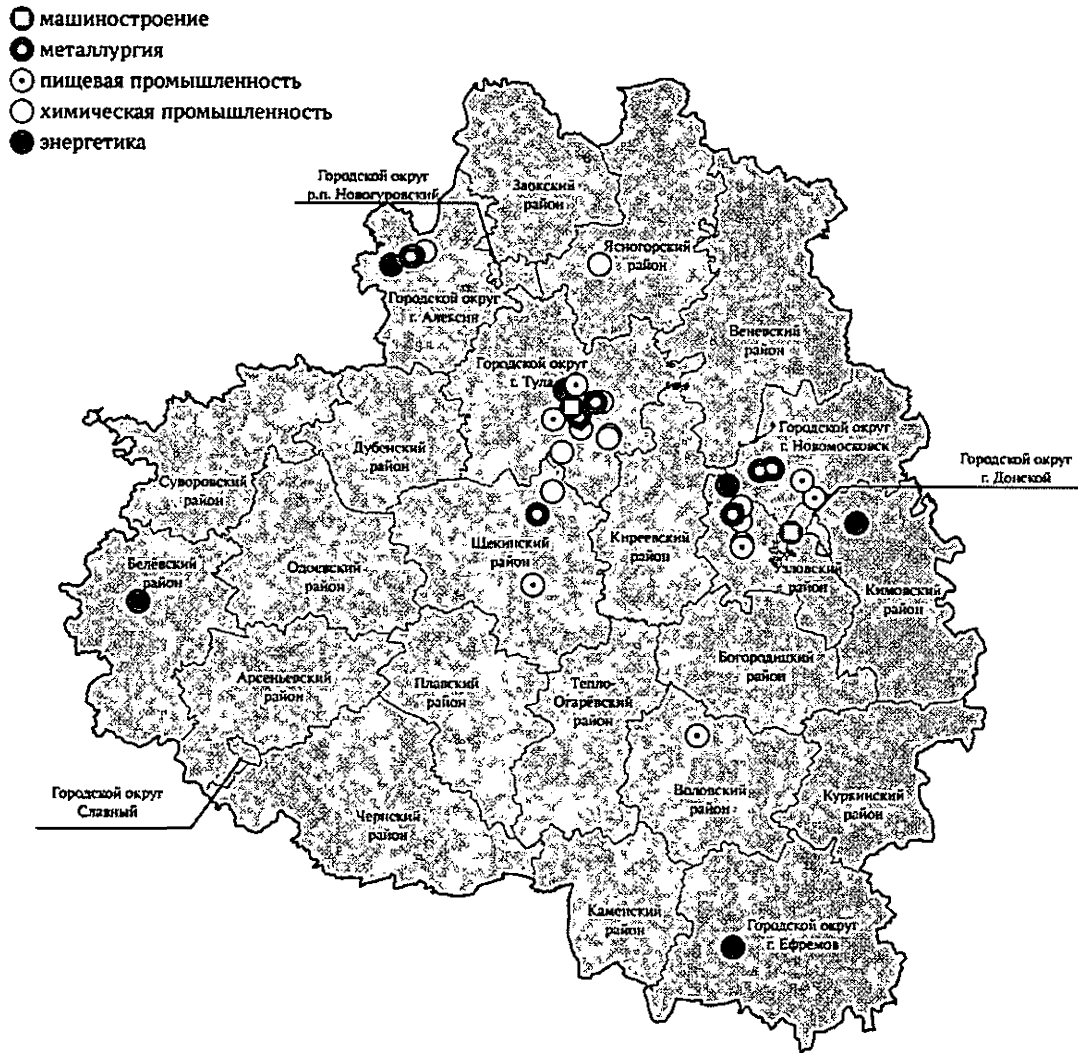 машиностроение
металлургия
пищевая промышленность
химическая промышленность
энергетика
Городской округ
р.п. Новогуровский
Заокский
район
Ясногорский
район
Городской округ
г. Алексин
Веневский
район
Городской округ
г. Тула
Городской округ
г. Новомосковск
Дубенский
район
Городской округ
г. Донской
Суворовский
район
Щекинский
район
Киреевский
район
Узловский
район
Белёвский
район
Одоевский
район
Кимовский
район
Арсеньевский
район
Плавский
район
Тепло-
Огаревский
район
Богородицкий
район
Городской округ
Славный
Чернский
район
Воловский
район
Куркинский
район
Каменский
район
Городской округ
г. Ефремов